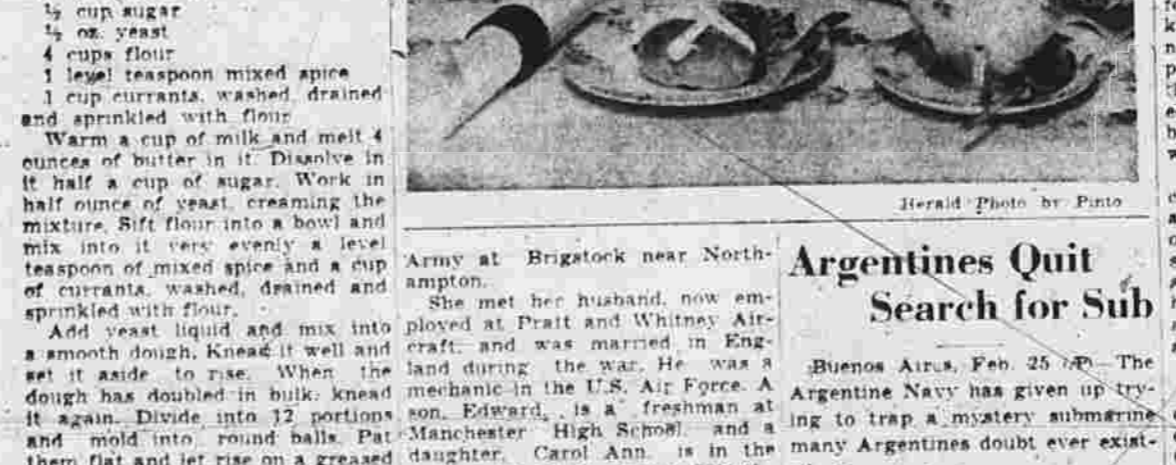 ½ cup sugar
½ oz. yeast
4 cups flour
1 level teaspoon mixed spice
1 cup currants, washed, drained
and sprinkled with flour
Warm a cup of milk and melt 4
ounces of butter in it. Dissolve in
it half a cup of sugar. Work in
half ounce of yeast, creaming the
mixture. Sift flour into a bowl and
mix into it very evenly a level
teaspoon of mixed spice and a cup
of currants, washed, drained and
sprinkled with flour.
Add yeast liquid and mix into
a smooth dough. Knead it well and
set it aside to rise. When the
dough has doubled in bulk, knead
it again. Divide into 12 portions
and mold into round balls. Pat
them flat and let rise on a greased
Herald Photo by Pinto
Army at Brigstock near North-
ampton.
She met her husband, now em-
ployed at Pratt and Whitney Air-
craft, and was married in Eng-
land during the war. He was a
mechanic in the U.S. Air Force. A
son, Edward, is a freshman at
Manchester High School, and a
daughter, Carol Ann, is in the
Argentines Quit
Search for Sub
Buenos Aires, Feb. 25 (P) The
Argentine Navy has given up try-
ing to trap a mystery submarine
many Argentines doubt ever exist-